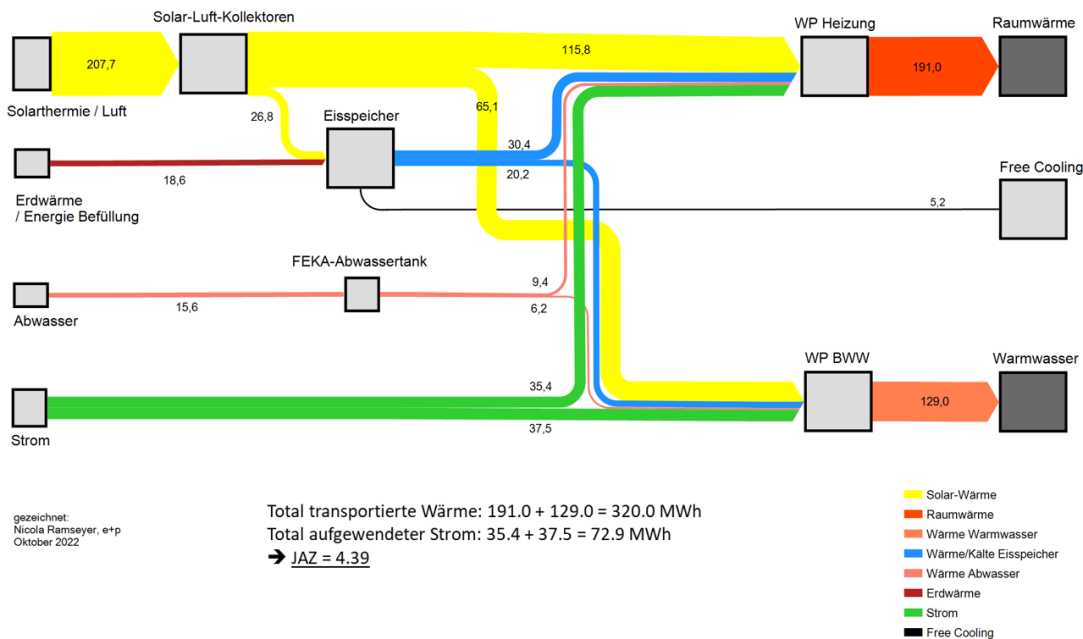 Solar-Luft-Kollektoren
WP Heizung
Raumwärme
207,7
115,8
191,0
Solarthermie / Luft
26,8
65,1
Eisspeicher
30,4
20,2
18,6
Free Cooling
5,2
Erdwärme
/ Energie Befüllung
FEKA-Abwassertank
9,4
6,2
15,6
Abwasser
WP BWW
Warmwasser
35,4
129,0
37,5
Strom
gezeichnet:
Nicola Ramseyer, e+p
Oktober 2022
Total transportierte Wärme: 191.0 + 129.0 = 320.0 MWh
Total aufgewendeter Strom: 35.4 + 37.5 = 72.9 MWh
➔ JAZ = 4.39
Solar-Wärme
Raumwärme
Wärme Warmwasser
Wärme/Kälte Eisspeicher
Wärme Abwasser
Erdwärme
Strom
Free Cooling